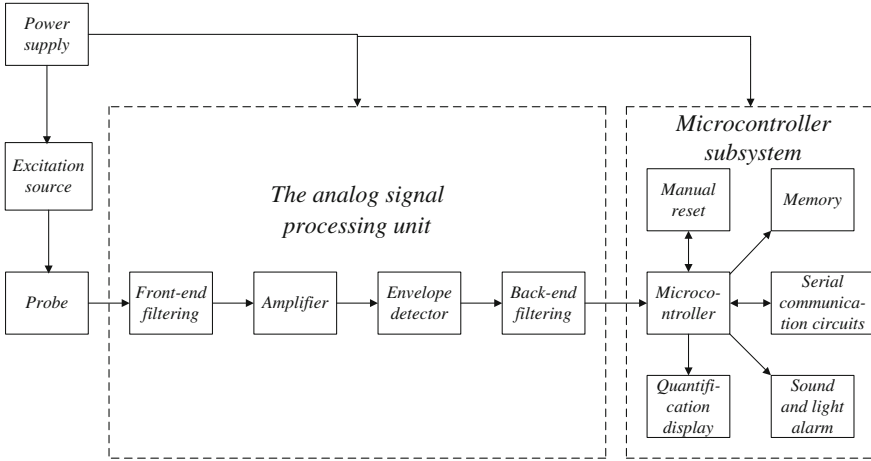 Power
supply
Excitation
source
Probe
The analog signal
processing unit
Front-end
filtering
Amplifier
Envelope
detector
Back-end
filtering
Microcontroller
subsystem
Manual
reset
Memory
Microco-
ntroller
Serial
communica-
tion circuits
Quantifi-
cation
display
Sound
and light
alarm